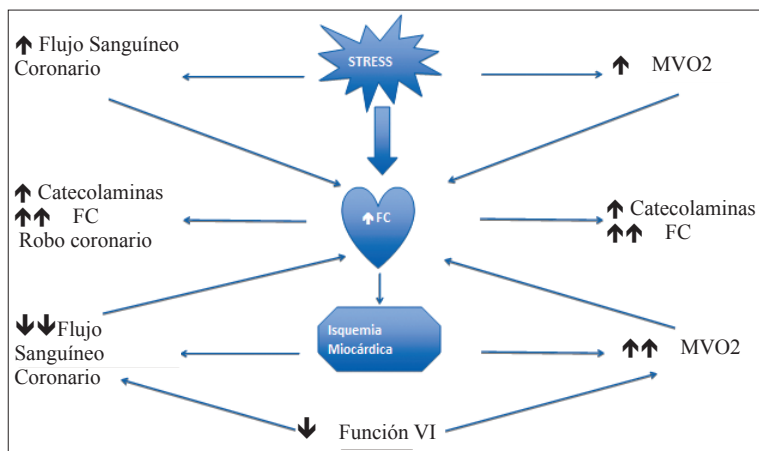 ↑ Flujo Sanguíneo
Coronario
STRESS
↑ MVO2
↑ Catecolaminas
↑↑ FC
Robo coronario
↑ FC
↑ Catecolaminas
↑↑ FC
↓↓Flujo
Sanguíneo
Coronario
Isquemia
Miocárdica
↑↑ MVO2
↓ Función VI